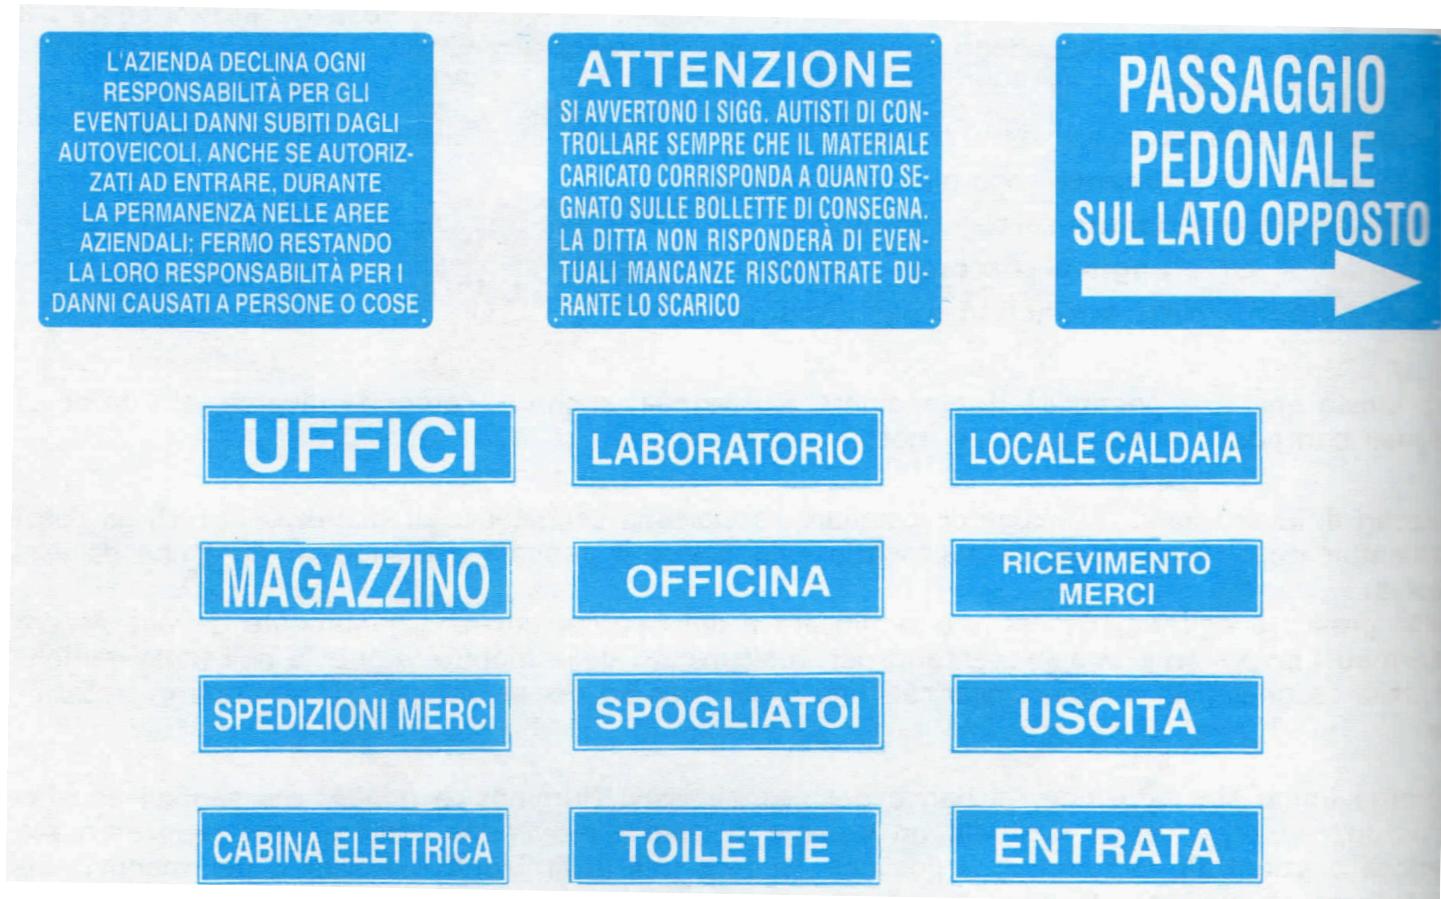 L'AZIENDA DECLINA OGNI
RESPONSABILITÀ PER GLI
EVENTUALI DANNI SUBITI DAGLI
AUTOVEICOLI, ANCHE SE AUTORIZ-
ZATI AD ENTRARE, DURANTE
LA PERMANENZA NELLE AREE
AZIENDALI; FERMO RESTANDO
LA LORO RESPONSABILITÀ PER I
DANNI CAUSATI A PERSONE O COSE
ATTENZIONE
SI AVVERTONO I SIGG. AUTISTI DI CON-
TROLLARE SEMPRE CHE IL MATERIALE
CARICATO CORRISPONDA A QUANTO SE-
GNATO SULLE BOLLETTE DI CONSEGNA.
LA DITTA NON RISPONDERÀ DI EVEN-
TUALI MANCANZE RISCONTRATE DU-
RANTE LO SCARICO
PASSAGGIO
PEDONALE
SUL LATO OPPOSTO
UFFICI
LABORATORIO
LOCALE CALDAIA
MAGAZZINO
OFFICINA
RICEVIMENTO
MERCI
SPEDIZIONI MERCI
SPOGLIATOI
USCITA
CABINA ELETTRICA
TOILETTE
ENTRATA